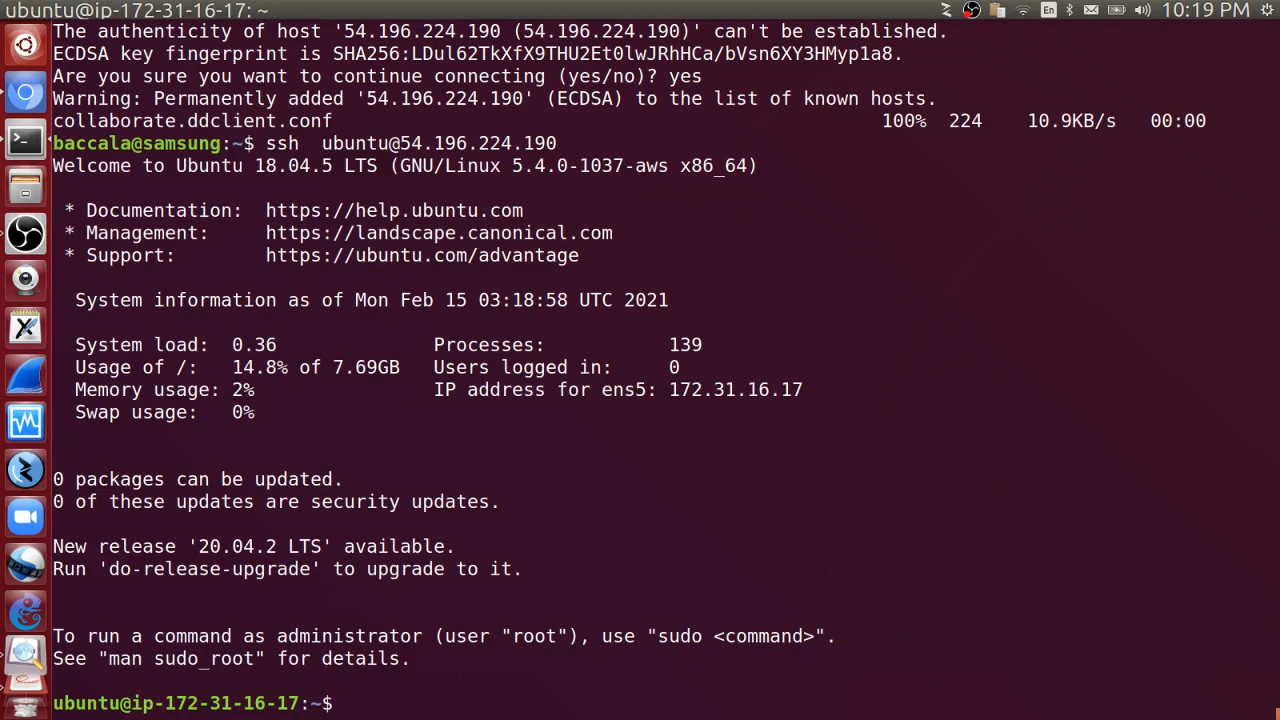 ubuntu@ip-172-31-16-17: ~
En
10:19 PM
The authenticity of host '54.196.224.190 (54.196.224.190)' can't be established.
ECDSA key fingerprint is SHA256:LDul62TkXfX9THU2Et0lwJRhHCa/bVsn6XY3HMyp1a8.
Are you sure you want to continue connecting (yes/no)? yes
Warning: Permanently added '54.196.224.190' (ECDSA) to the list of known hosts.
collaborate.ddclient.conf 100% 224 10.9KB/s 00:00
baccala@samsung:~$ ssh  ubuntu@54.196.224.190
Welcome to Ubuntu 18.04.5 LTS (GNU/Linux 5.4.0-1037-aws x86_64)
* Documentation:  https://help.ubuntu.com
* Management:     https://landscape.canonical.com
* Support:        https://ubuntu.com/advantage
System information as of Mon Feb 15 03:18:58 UTC 2021
System load:  0.36 Processes: 139
Usage of /:   14.8% of 7.69GB Users logged in: 0
Memory usage: 2% IP address for ens5: 172.31.16.17
Swap usage:   0%
0 packages can be updated.
0 of these updates are security updates.
New release '20.04.2 LTS' available.
Run 'do-release-upgrade' to upgrade to it.
To run a command as administrator (user "root"), use "sudo <command>".
See "man sudo_root" for details.
ubuntu@ip-172-31-16-17:~$